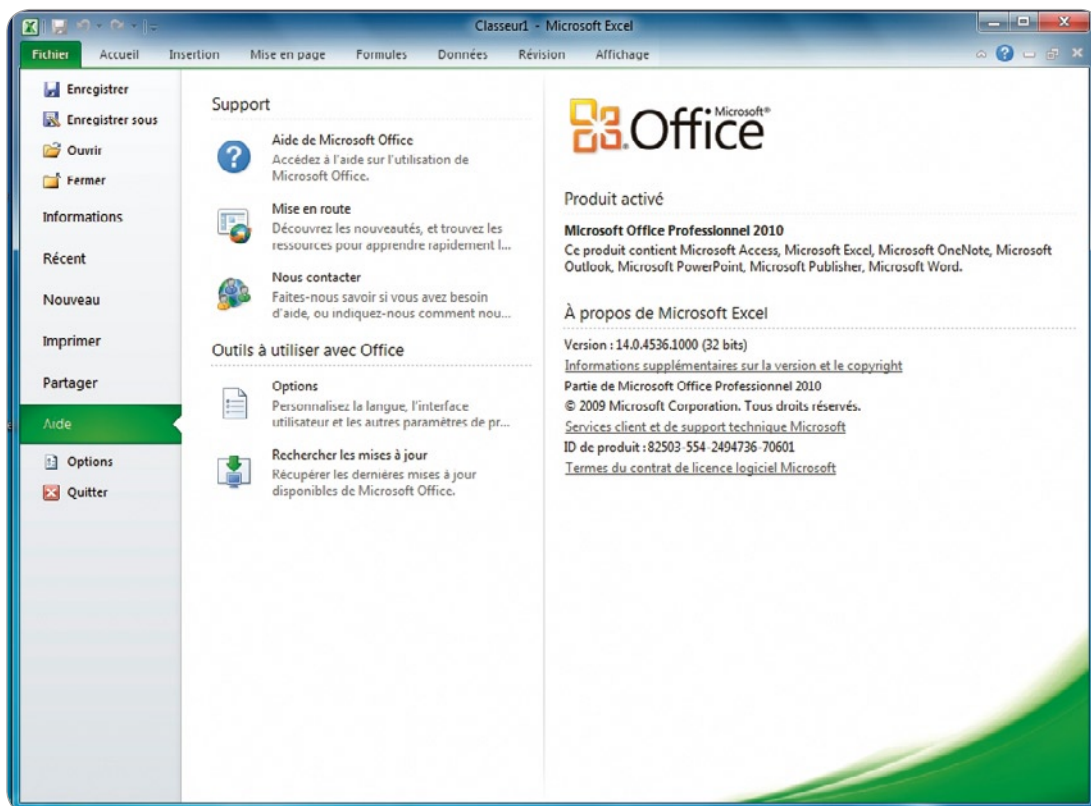 Classeur1 - Microsoft Excel
Fichier Accueil Insertion Mise en page Formules Données Révision Affichage
Enregistrer
Enregistrer sous
Ouvrir
Fermer
Informations
Récent
Nouveau
Imprimer
Partager
Aide
Options
Quitter
Support
Aide de Microsoft Office
Accédez à l'aide sur l'utilisation de
Microsoft Office.
Mise en route
Découvrez les nouveautés, et trouvez les
ressources pour apprendre rapidement l...
Nous contacter
Faites-nous savoir si vous avez besoin
d'aide, ou indiquez-nous comment nou...
Outils à utiliser avec Office
Options
Personnalisez la langue, l'interface
utilisateur et les autres paramètres de pr...
Rechercher les mises à jour
Récupérer les dernières mises à jour
disponibles de Microsoft Office.
Microsoft®
Office
Produit activé
Microsoft Office Professionnel 2010
Ce produit contient Microsoft Access, Microsoft Excel, Microsoft OneNote, Microsoft
Outlook, Microsoft PowerPoint, Microsoft Publisher, Microsoft Word.
À propos de Microsoft Excel
Version : 14.0.4536.1000 (32 bits)
Informations supplémentaires sur la version et le copyright
Partie de Microsoft Office Professionnel 2010
© 2009 Microsoft Corporation. Tous droits réservés.
Services client et de support technique Microsoft
ID de produit : 82503-554-2494736-70601
Termes du contrat de licence logiciel Microsoft